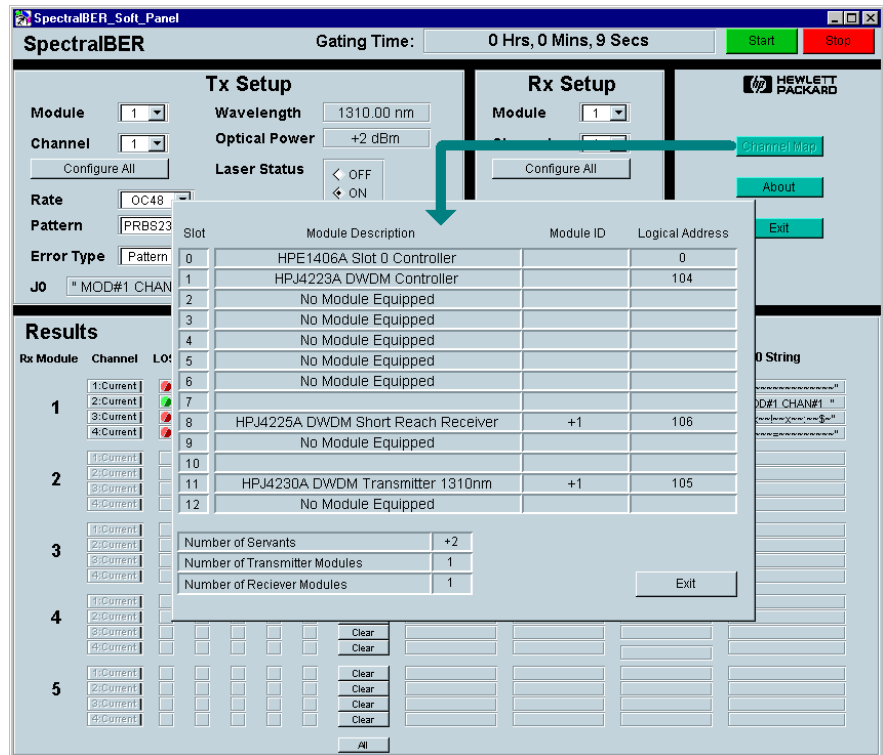 SpectralBER_Soft_Panel
SpectralBER Gating Time: 0 Hrs, 0 Mins, 9 Secs Start Stop
Tx Setup Rx Setup HEWLETT PACKARD
Module 1 Wavelength 1310.00 nm Module 1
Channel 1 Optical Power +2 dBm Channel Map
Configure All Laser Status OFF Configure All
ON About
Rate OC48
Pattern PRBS23 Exit
Error Type Pattern
J0 " MOD#1 CHAN
Slot Module Description Module ID Logical Address
0 HPE1406A Slot 0 Controller 0
1 HPJ4223A DWDM Controller 104
2 No Module Equipped
3 No Module Equipped
4 No Module Equipped
5 No Module Equipped
6 No Module Equipped
7
8 HPJ4225A DWDM Short Reach Receiver +1 106
9 No Module Equipped
10
11 HPJ4230A DWDM Transmitter 1310nm +1 105
12 No Module Equipped
Number of Servants +2
Number of Transmitter Modules 1
Number of Reciever Modules 1
Exit
Results
Rx Module Channel 0 String
1
1:Current
2:Current OD#1 CHAN#1 "
3:Current
4:Current
2
1:Current
2:Current
3:Current
4:Current
3
1:Current
2:Current
3:Current
4:Current
4
1:Current
2:Current
3:Current Clear
4:Current Clear
5
1:Current Clear
2:Current Clear
3:Current Clear
4:Current Clear
All